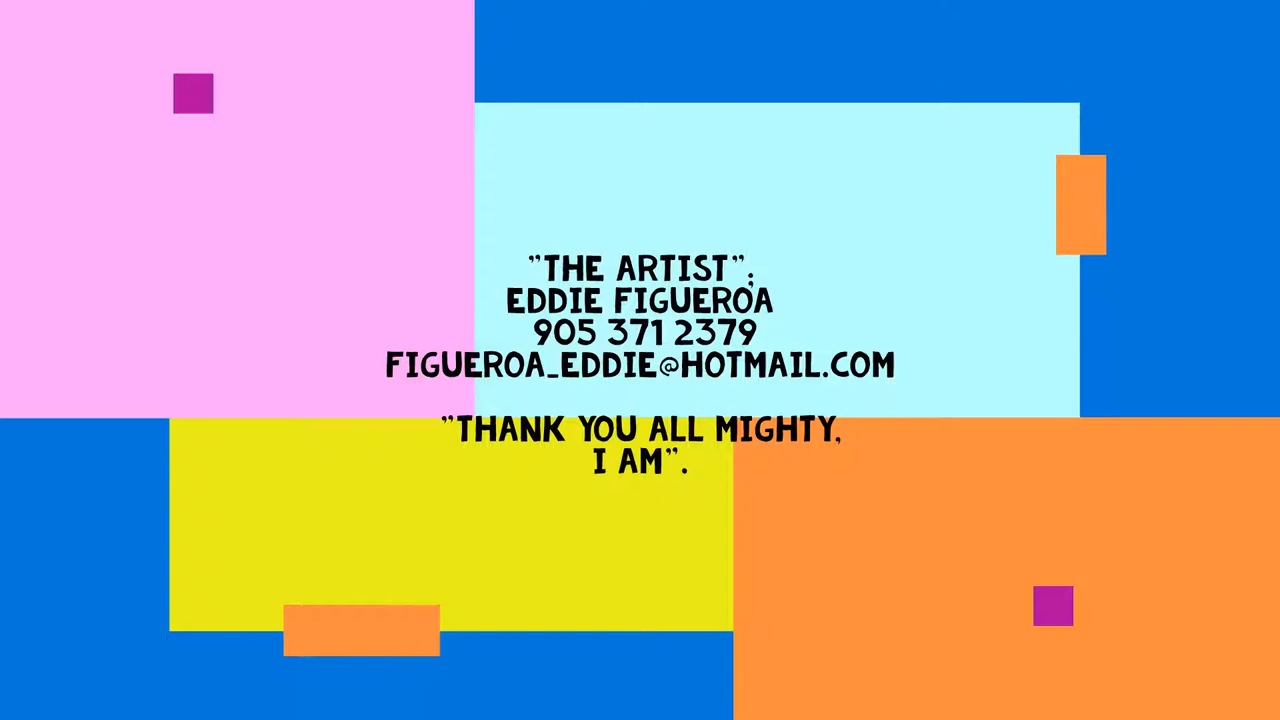 "THE ARTIST";
EDDIE FIGUEROA
905 371 2379
FIGUEROA_EDDIE@HOTMAIL.COM
"THANK YOU ALL MIGHTY,
I AM".